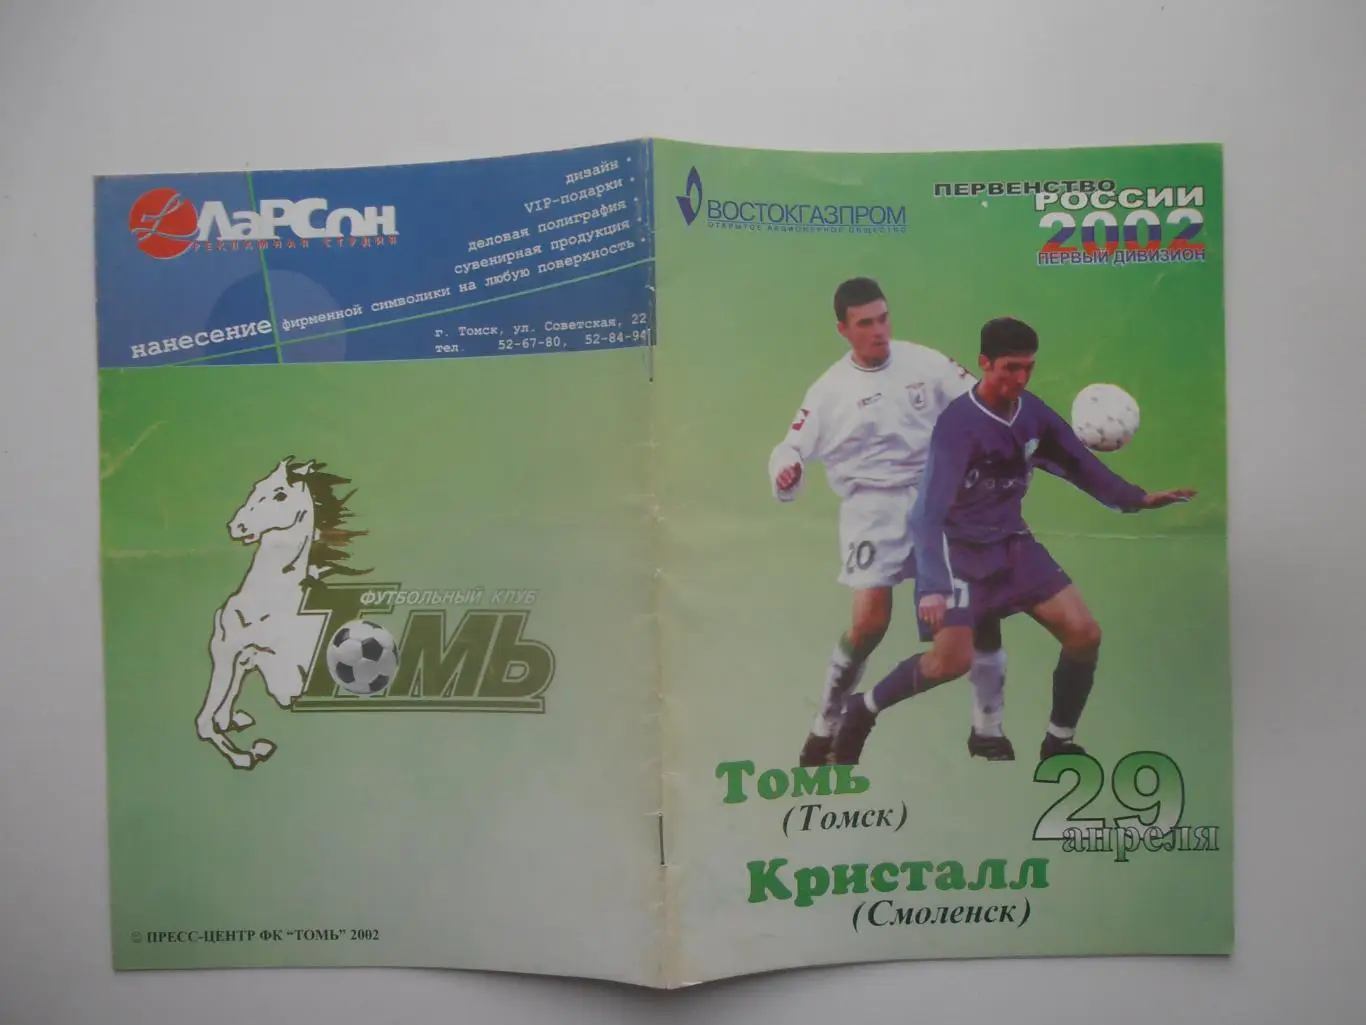 ЛаРСон
РЕКЛАМНАЯ СТУДИЯ
дизайн •
VIP-подарки •
деловая полиграфия •
сувенирная продукция •
нанесение фирменной символики на любую поверхность •
г. Томск, ул. Советская, 22
тел. 52-67-80, 52-84-94
ФУТБОЛЬНЫЙ КЛУБ
Томь
© ПРЕСС-ЦЕНТР ФК "ТОМЬ" 2002
ВОСТОКГАЗПРОМ
ОТКРЫТОЕ АКЦИОНЕРНОЕ ОБЩЕСТВО
ПЕРВЕНСТВО
РОССИИ
2002
ПЕРВЫЙ ДИВИЗИОН
20
Томь
(Томск)
29
апреля
Кристалл
(Смоленск)